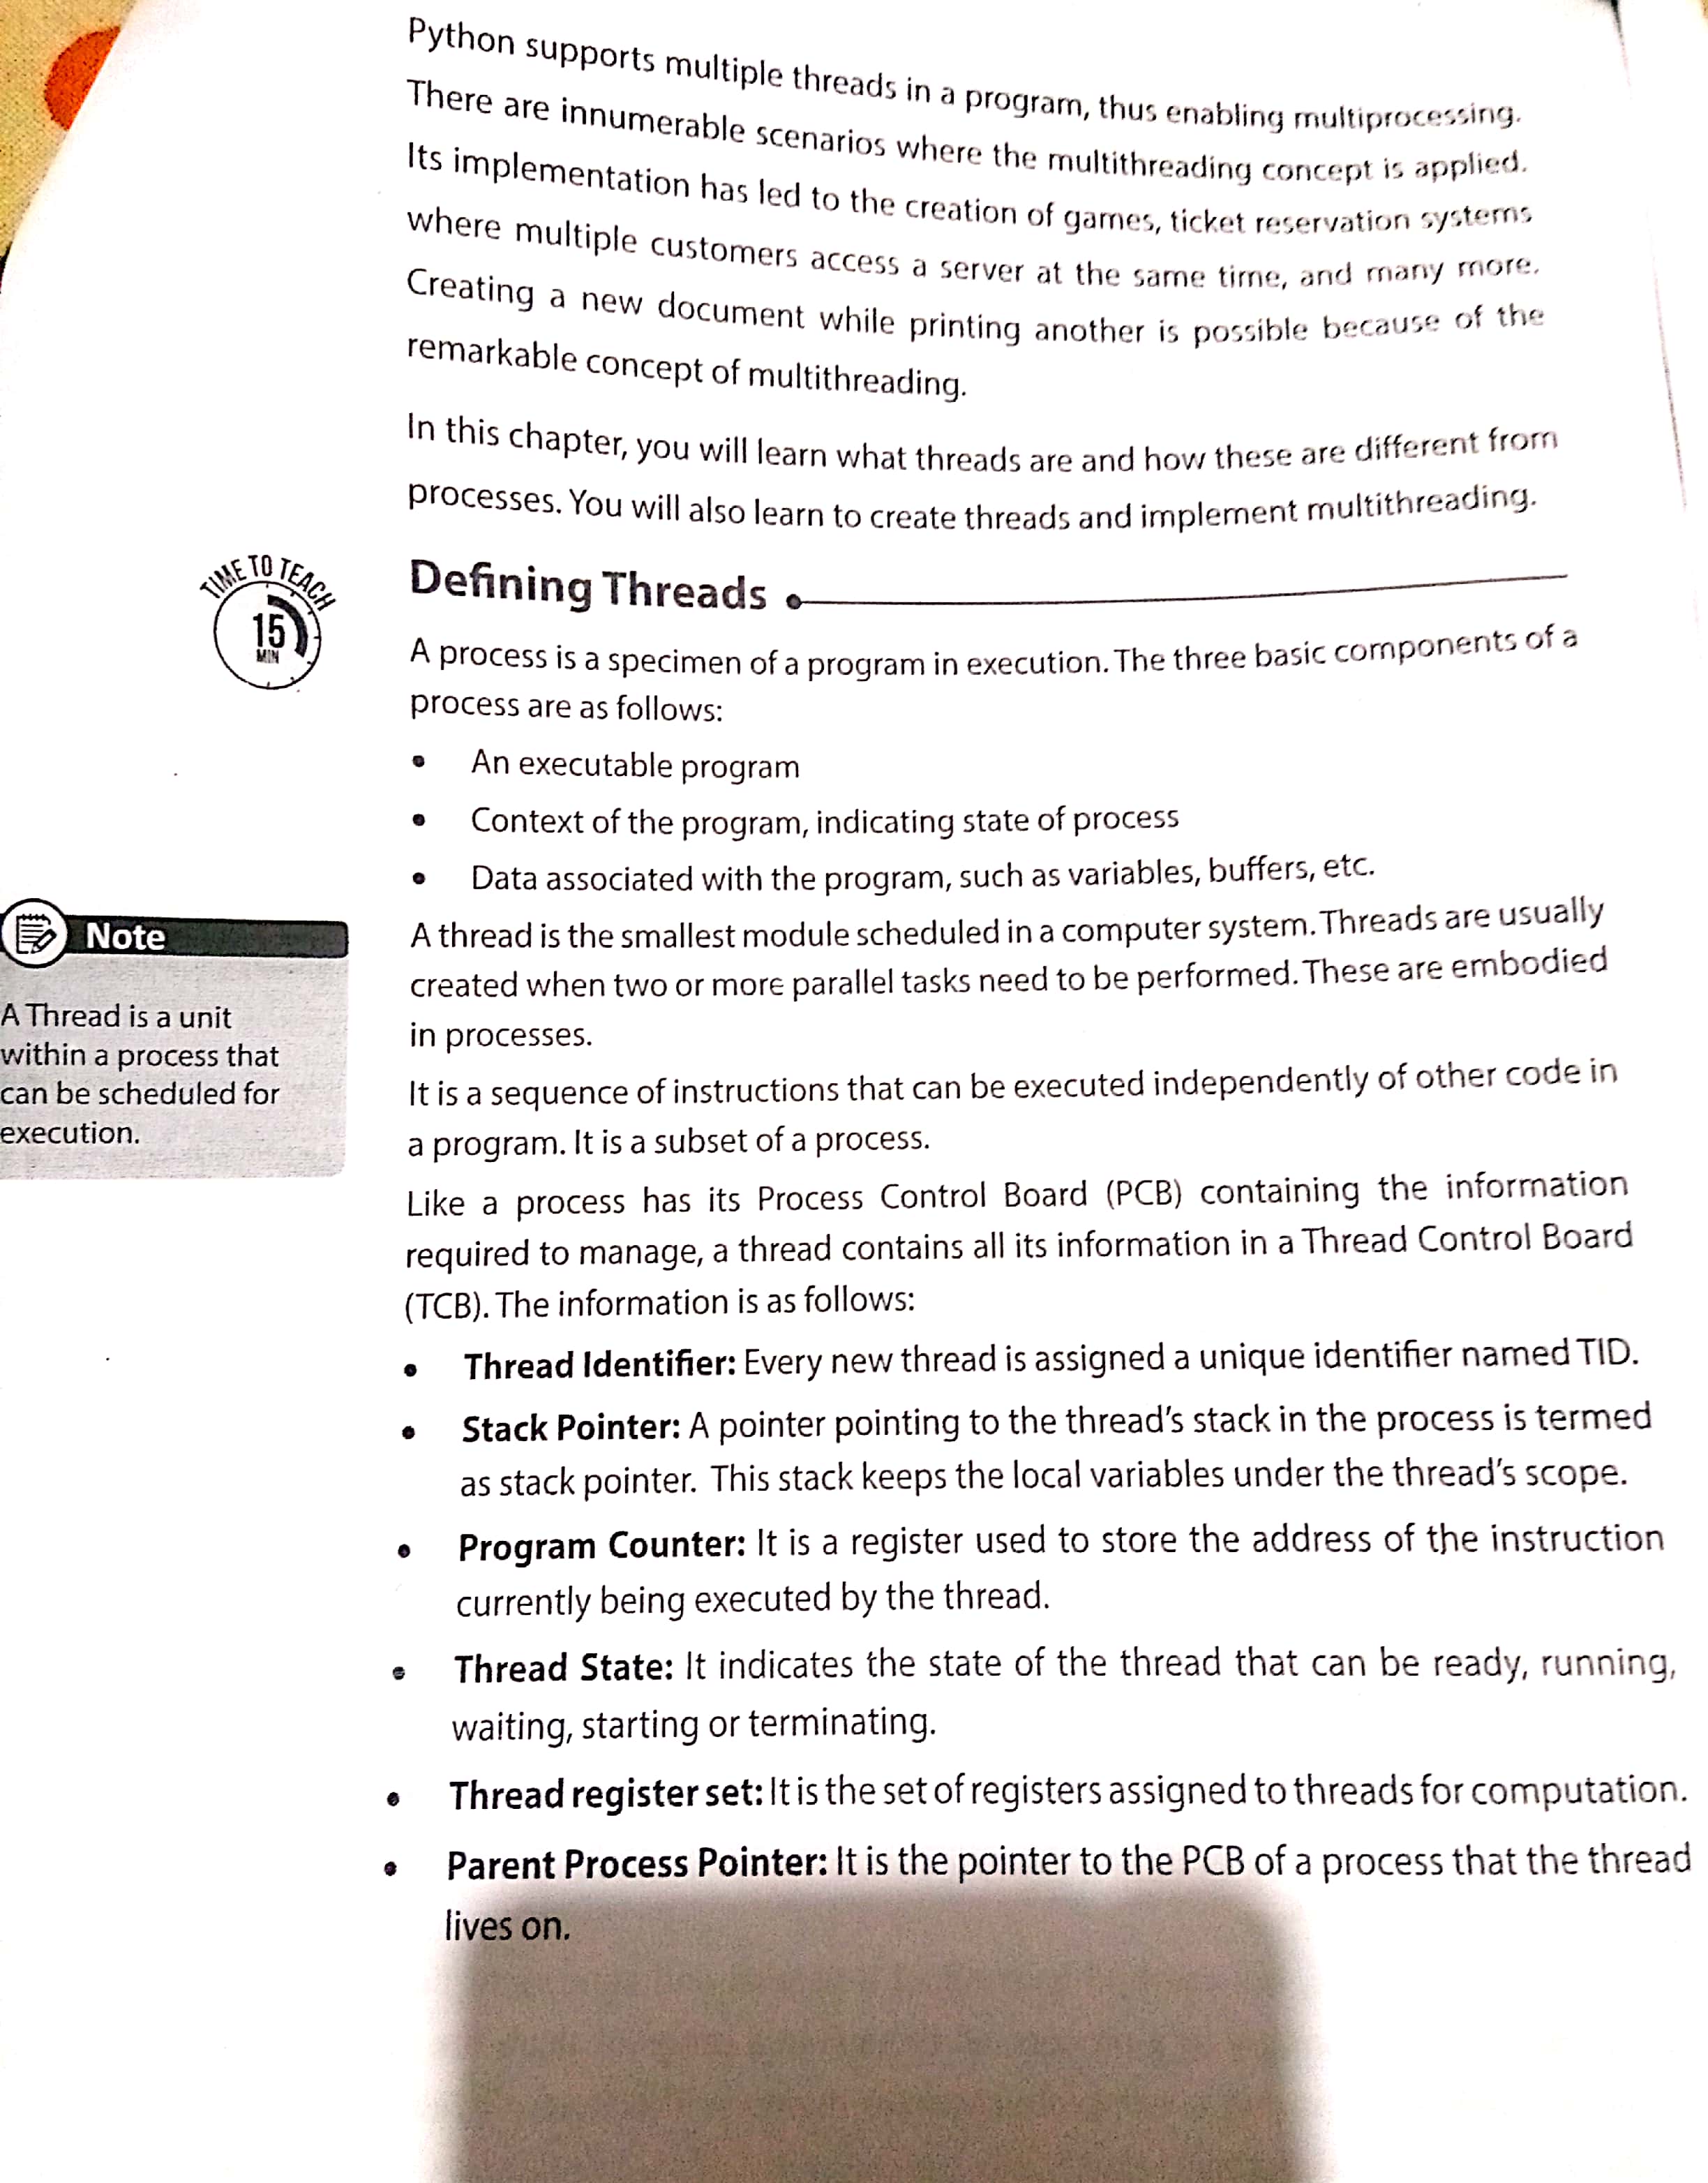 Python supports multiple threads in a program, thus enabling multiprocessing.
There are innumerable scenarios where the multithreading concept is applied.
Its implementation has led to the creation of games, ticket reservation systems
where multiple customers access a server at the same time, and many more.
Creating a new document while printing another is possible because of the
remarkable concept of multithreading.
In this chapter, you will learn what threads are and how these are different from
processes. You will also learn to create threads and implement multithreading.
TIME TO TEACH
15
MIN
Defining Threads
A process is a specimen of a program in execution. The three basic components of a
process are as follows:
• An executable program
• Context of the program, indicating state of process
• Data associated with the program, such as variables, buffers, etc.
Note
A Thread is a unit
within a process that
can be scheduled for
execution.
A thread is the smallest module scheduled in a computer system. Threads are usually
created when two or more parallel tasks need to be performed. These are embodied
in processes.
It is a sequence of instructions that can be executed independently of other code in
a program. It is a subset of a process.
Like a process has its Process Control Board (PCB) containing the information
required to manage, a thread contains all its information in a Thread Control Board
(TCB). The information is as follows:
• Thread Identifier: Every new thread is assigned a unique identifier named TID.
• Stack Pointer: A pointer pointing to the thread's stack in the process is termed
as stack pointer. This stack keeps the local variables under the thread's scope.
• Program Counter: It is a register used to store the address of the instruction
currently being executed by the thread.
• Thread State: It indicates the state of the thread that can be ready, running,
waiting, starting or terminating.
• Thread register set: It is the set of registers assigned to threads for computation.
• Parent Process Pointer: It is the pointer to the PCB of a process that the thread
lives on.